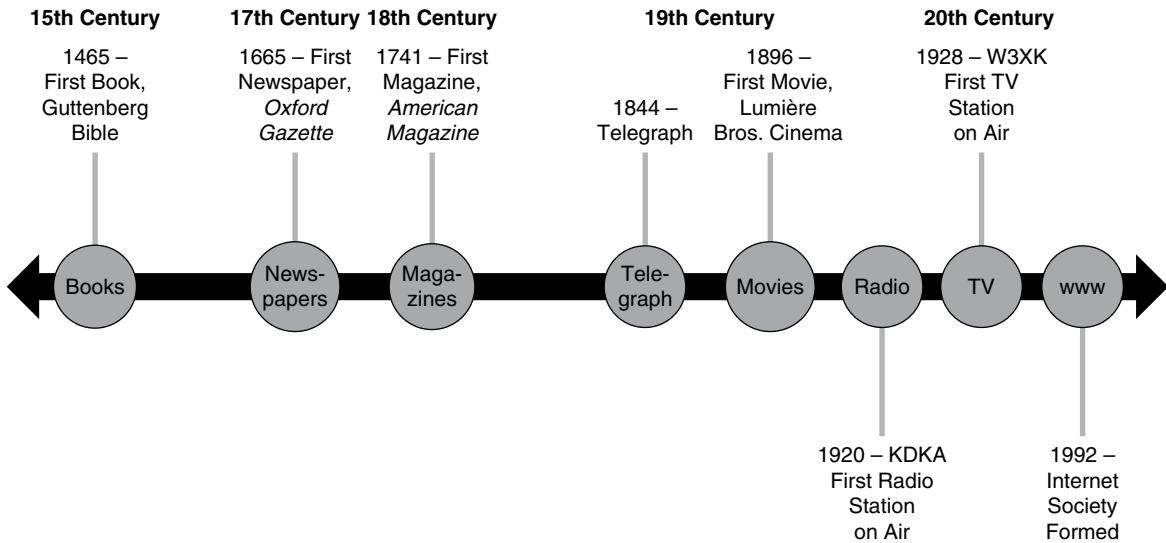 15th Century
1465 –
First Book,
Guttenberg
Bible
17th Century
1665 – First
Newspaper,
Oxford
Gazette
18th Century
1741 – First
Magazine,
American
Magazine
19th Century
1844 –
Telegraph
1896 –
First Movie,
Lumière
Bros. Cinema
20th Century
1928 – W3XK
First TV
Station
on Air
Books
News-
papers
Maga-
zines
Tele-
graph
Movies
Radio
TV
www
1920 – KDKA
First Radio
Station
on Air
1992 –
Internet
Society
Formed